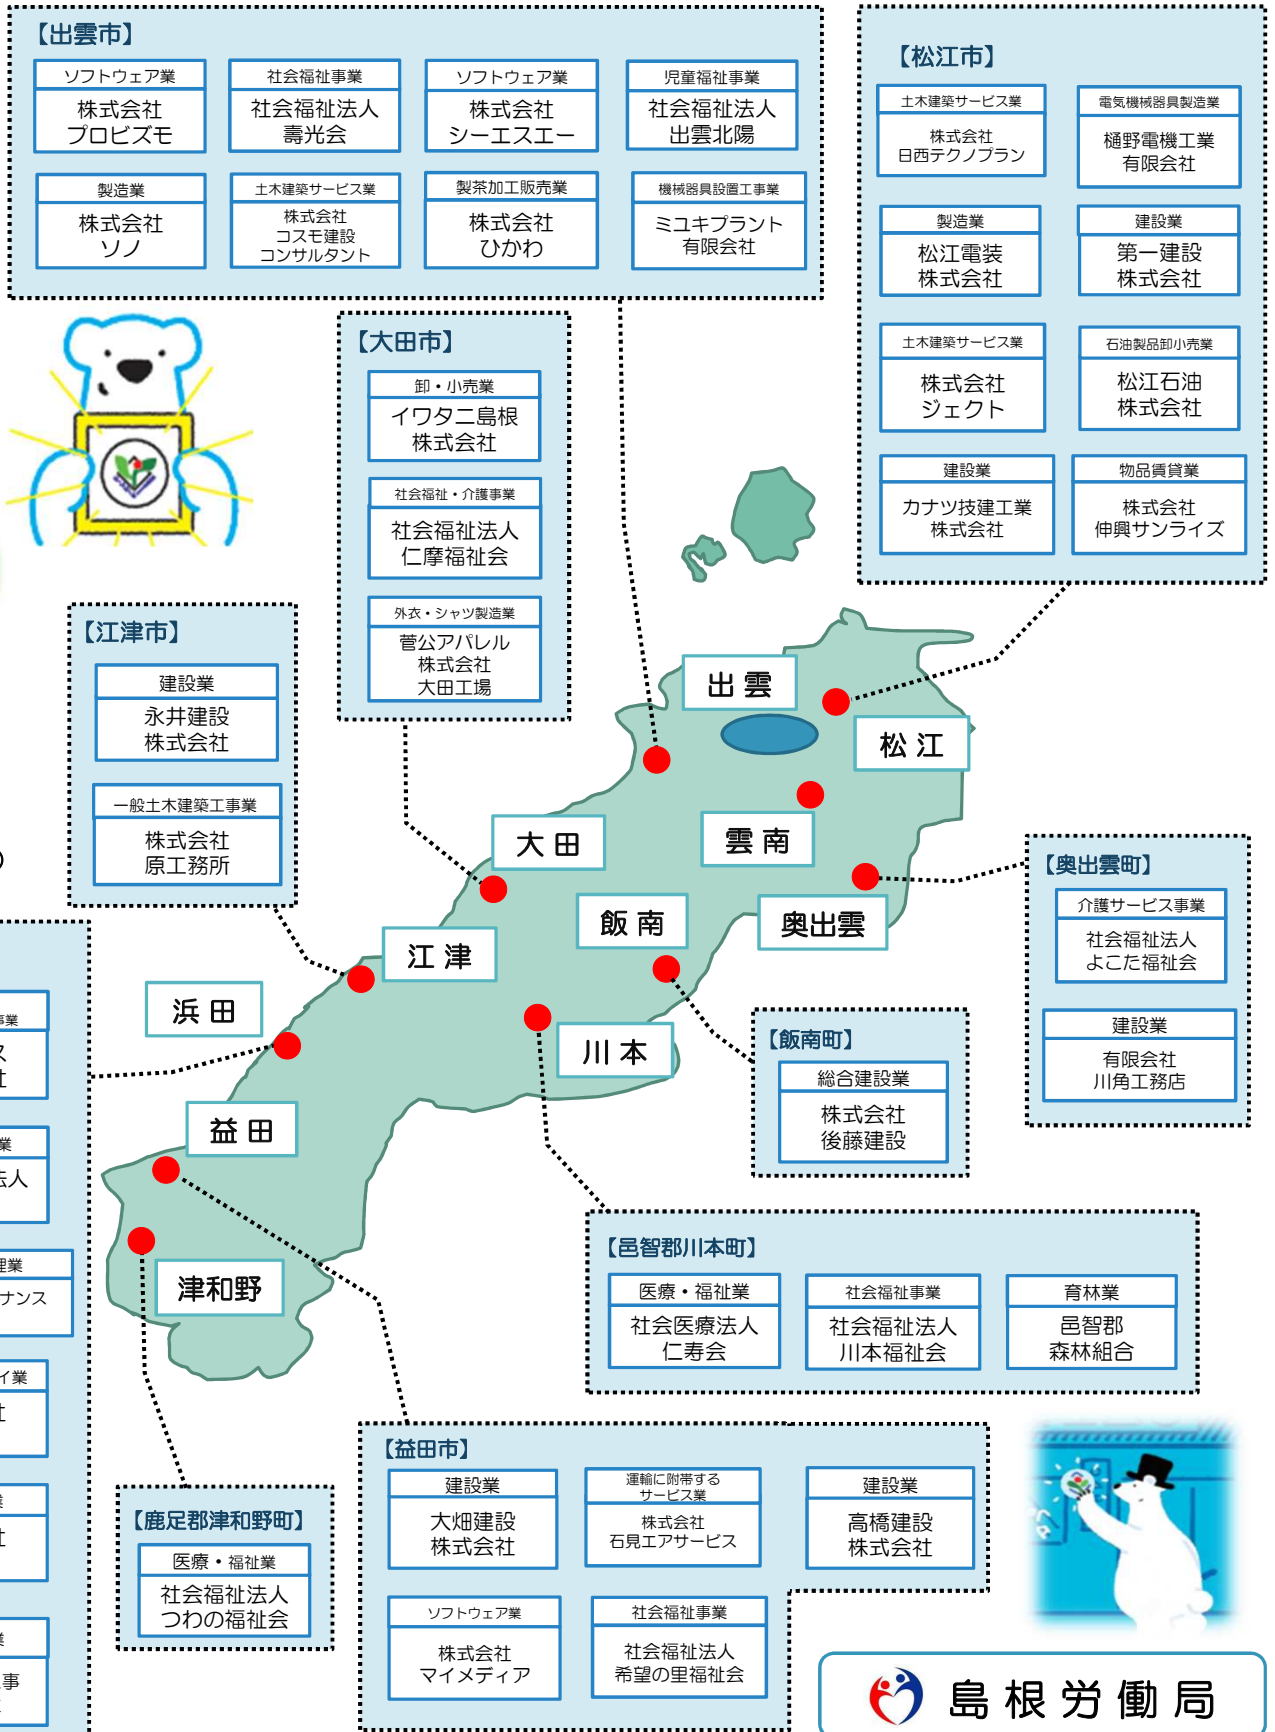 【出雲市】
ソフトウェア業
株式会社
プロビズモ
社会福祉事業
社会福祉法人
壽光会
ソフトウェア業
株式会社
シーエスエー
児童福祉事業
社会福祉法人
出雲北陽
製造業
株式会社
ソノ
土木建築サービス業
株式会社
コスモ建設
コンサルタント
製茶加工販売業
株式会社
ひかわ
機械器具設置工事業
ミユキプラント
有限会社
【松江市】
土木建築サービス業
株式会社
日西テクノプラン
電気機械器具製造業
樋野電機工業
有限会社
製造業
松江電装
株式会社
建設業
第一建設
株式会社
土木建築サービス業
株式会社
ジェクト
石油製品卸小売業
松江石油
株式会社
建設業
カナツ技建工業
株式会社
物品賃貸業
株式会社
伸興サンライズ
【大田市】
卸・小売業
イワタニ島根
株式会社
社会福祉・介護事業
社会福祉法人
仁摩福祉会
外衣・シャツ製造業
菅公アパレル
株式会社
大田工場
【江津市】
建設業
永井建設
株式会社
一般土木建築工事業
株式会社
原工務所
出雲
松江
大田
雲南
飯南
奥出雲
江津
浜田
川本
益田
津和野
【奥出雲町】
介護サービス事業
社会福祉法人
よこた福祉会
建設業
有限会社
川角工務店
【飯南町】
総合建設業
株式会社
後藤建設
業
ス
社
業
法人
理業
ナンス
イ業
社
業
社
業
事
【邑智郡川本町】
医療・福祉業
社会医療法人
仁寿会
社会福祉事業
社会福祉法人
川本福祉会
育林業
邑智郡
森林組合
【益田市】
建設業
大畑建設
株式会社
運輸に附帯する
サービス業
株式会社
石見エアサービス
建設業
高橋建設
株式会社
ソフトウェア業
株式会社
マイメディア
社会福祉事業
社会福祉法人
希望の里福祉会
【鹿足郡津和野町】
医療・福祉業
社会福祉法人
つわの福祉会
島根労働局